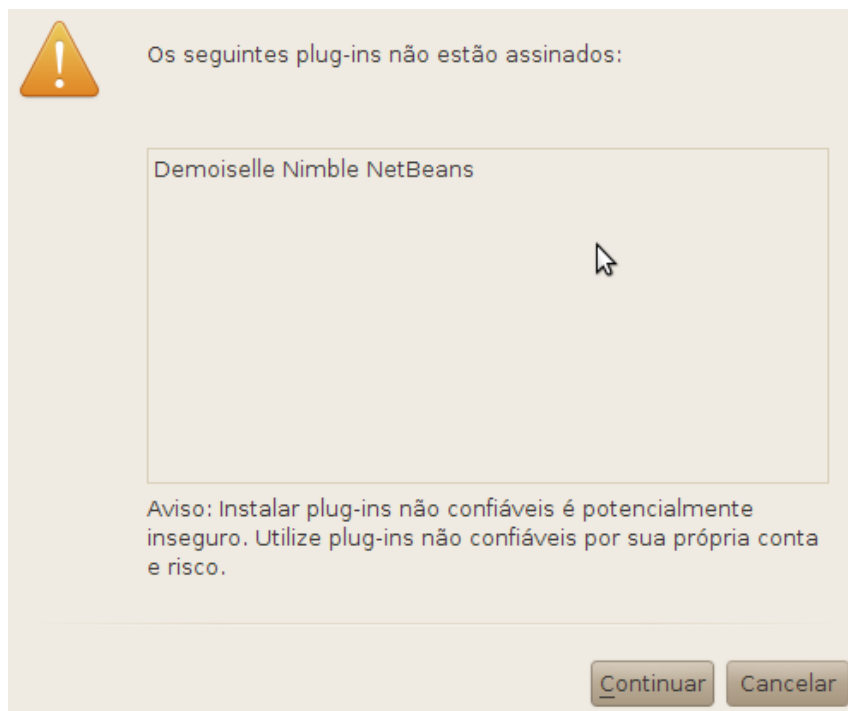 Os seguintes plug-ins não estão assinados:
Demoiselle Nimble NetBeans
Aviso: Instalar plug-ins não confiáveis é potencialmente
inseguro. Utilize plug-ins não confiáveis por sua própria conta
e risco.
Continuar
Cancelar